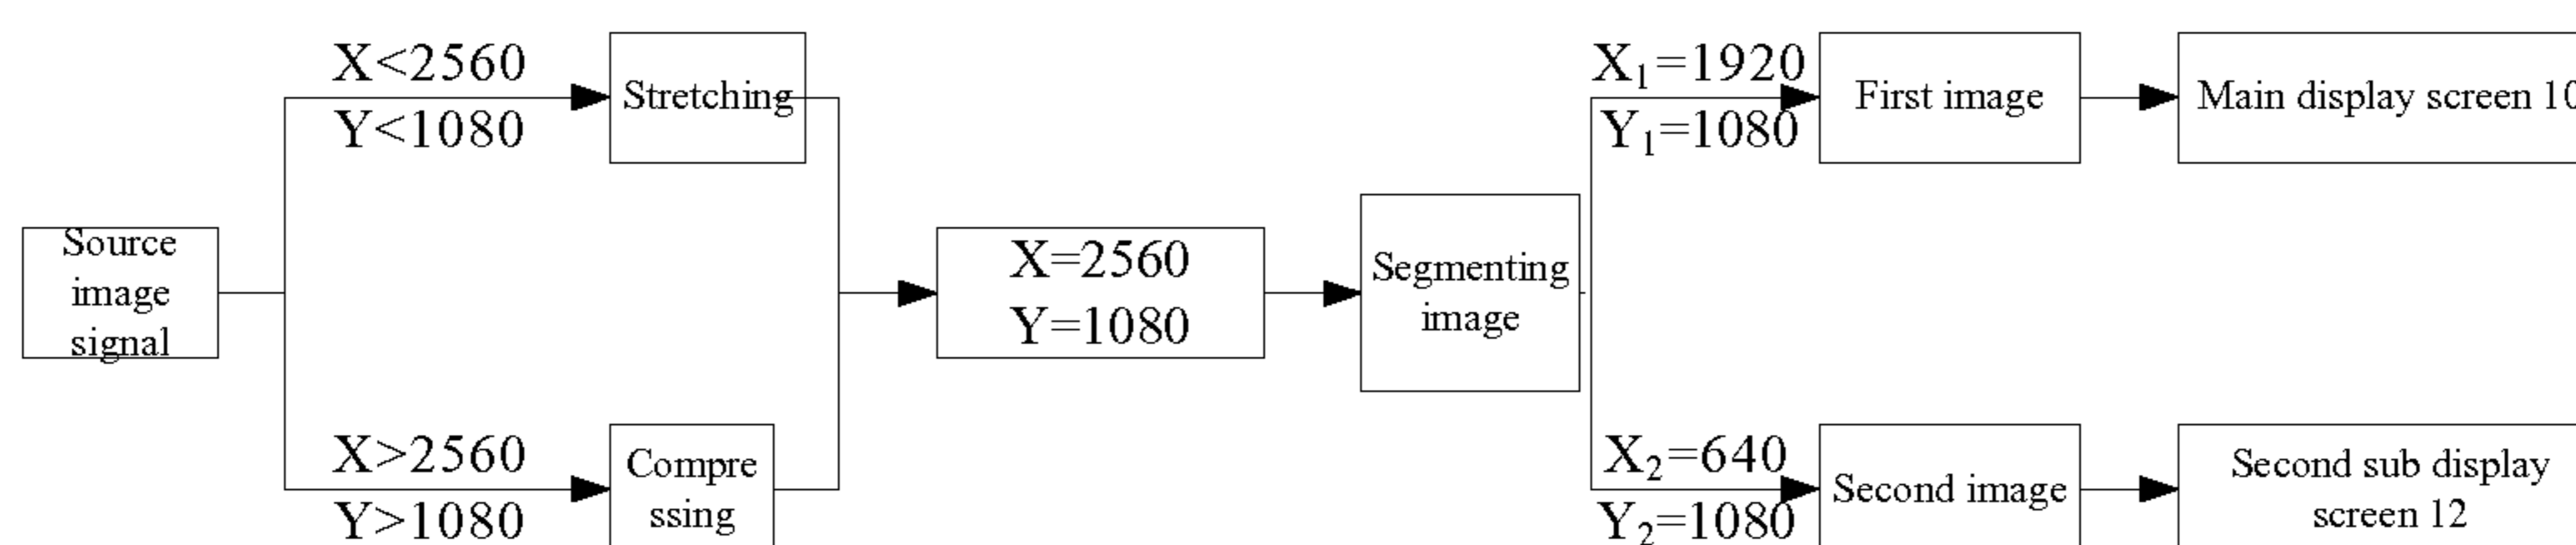 Source
image
signal
X<2560
Y<1080
Stretching
X>2560
Y>1080
Compre
ssing
X=2560
Y=1080
Segmenting
image
X₁=1920
Y₁=1080
First image
Main display screen 10
X₂=640
Y₂=1080
Second image
Second sub display
screen 12